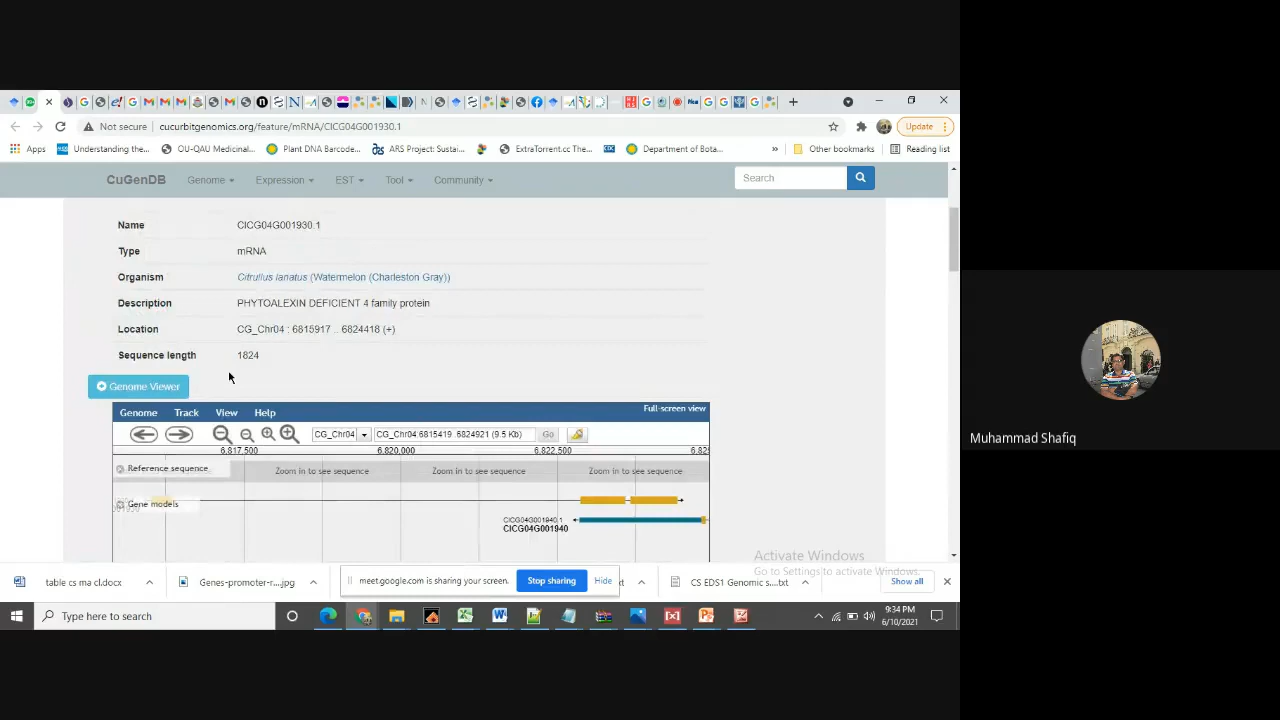 Not secure
cucurbitgenomics.org/feature/mRNA/ClCG04G001930.1
Update
Apps
Understanding the...
OU-QAU Medicinal...
Plant DNA Barcode...
ARS Project: Sustai...
ExtraTorrent.cc The...
Department of Bota...
»
Other bookmarks
Reading list
CuGenDB
Genome
Expression
EST
Tool
Community
Search
Name ClCG04G001930.1
Type mRNA
Organism Citrullus lanatus (Watermelon (Charleston Gray))
Description PHYTOALEXIN DEFICIENT 4 family protein
Location CG_Chr04 : 6815917 .. 6824418 (+)
Sequence length 1824
Genome Viewer
Genome Track View Help
Full-screen view
CG_Chr04
CG_Chr04:6815419..6824921 (9.5 Kb)
Go
6,817,500 6,820,000 6,822,500 6,825
Reference sequence
Zoom in to see sequence
Zoom in to see sequence
Zoom in to see sequence
Gene models
ClCG04G001940.1
ClCG04G001940
Muhammad Shafiq
Activate Windows
Go to Settings to activate Windows.
table cs ma cl.docx
Genes-promoter-r....jpg
meet.google.com is sharing your screen.
Stop sharing
Hide
CS EDS1 Genomic s....txt
Show all
Type here to search
9:34 PM
6/10/2021